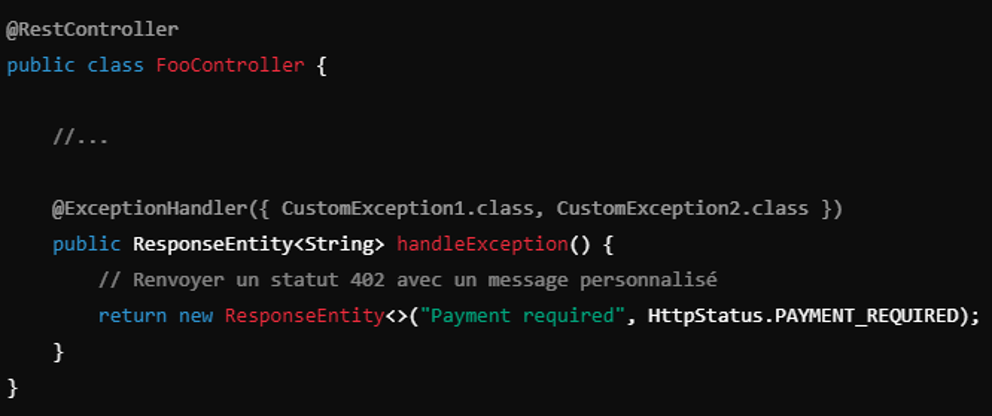 @RestController
public class FooController {
//...
@ExceptionHandler({ CustomException1.class, CustomException2.class })
public ResponseEntity<String> handleException() {
// Renvoyer un statut 402 avec un message personnalisé
return new ResponseEntity<>("Payment required", HttpStatus.PAYMENT_REQUIRED);
}
}